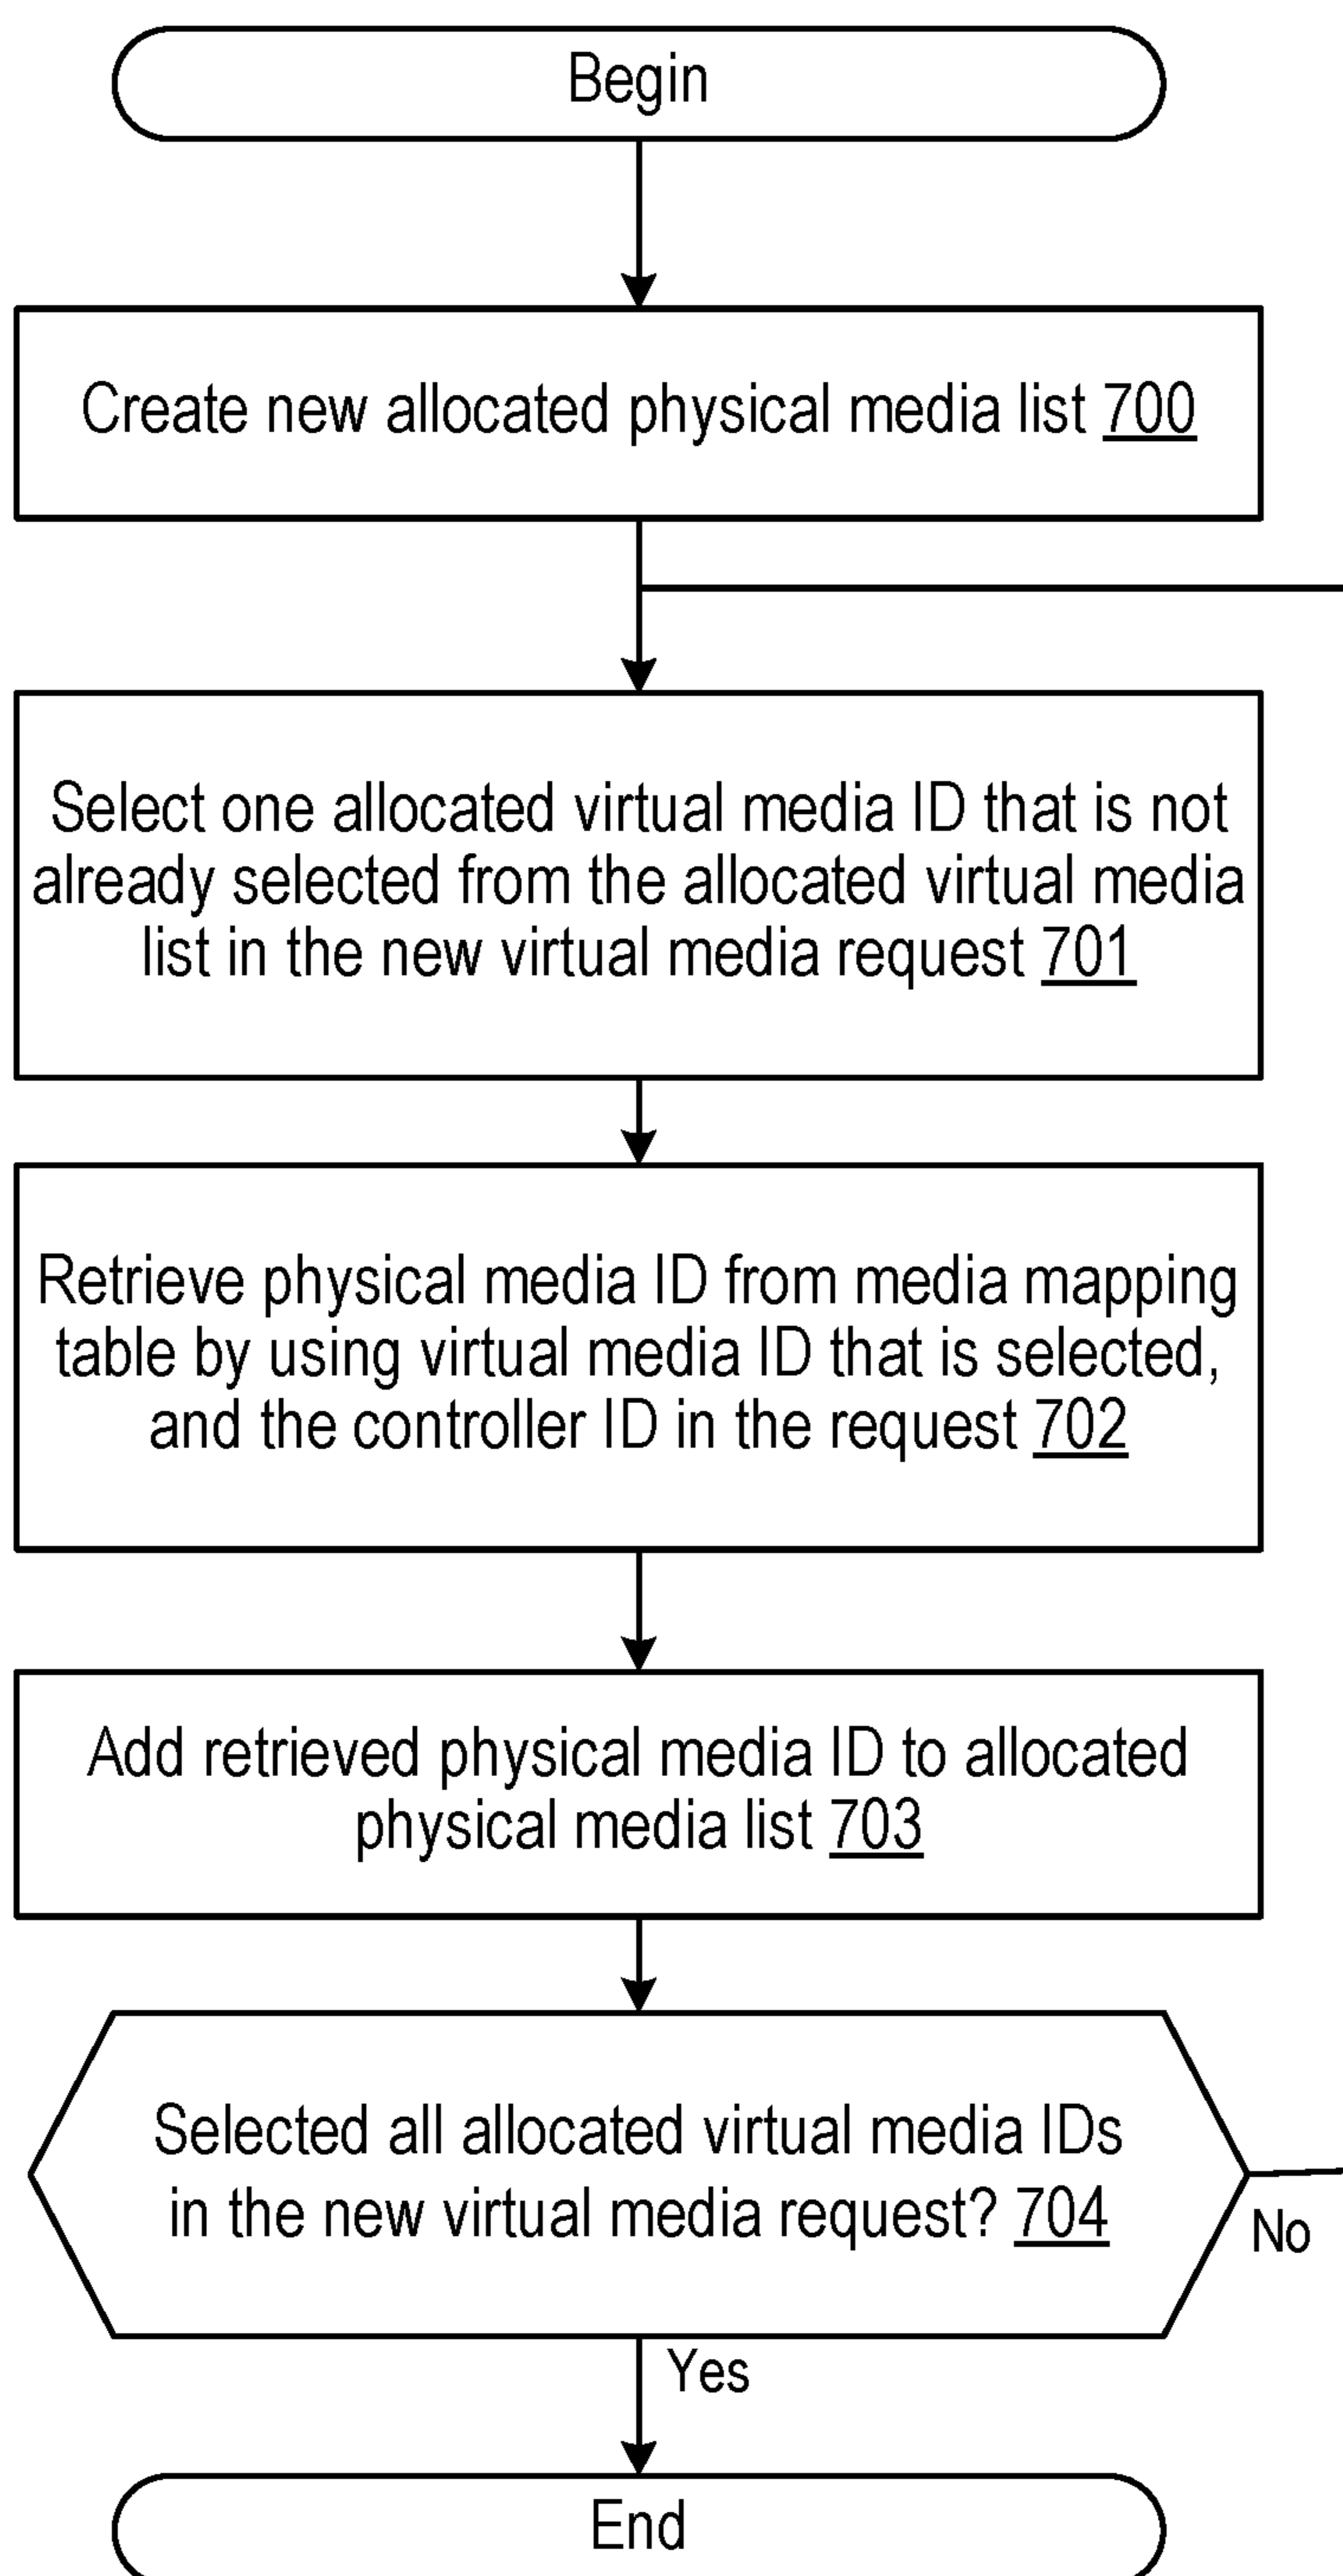 Begin
Create new allocated physical media list 700
Select one allocated virtual media ID that is not
already selected from the allocated virtual media
list in the new virtual media request 701
Retrieve physical media ID from media mapping
table by using virtual media ID that is selected,
and the controller ID in the request 702
Add retrieved physical media ID to allocated
physical media list 703
Selected all allocated virtual media IDs
in the new virtual media request? 704
No
Yes
End